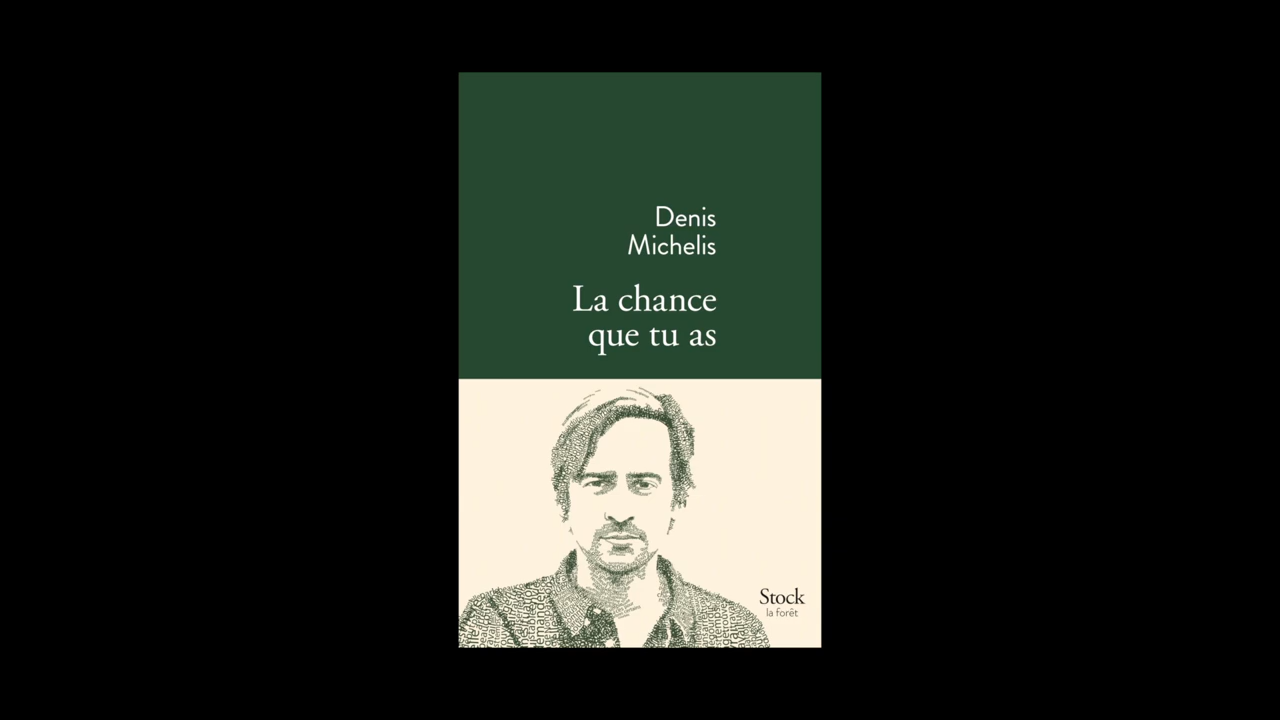 Denis
Michelis
La chance
que tu as
Stock
la forêt